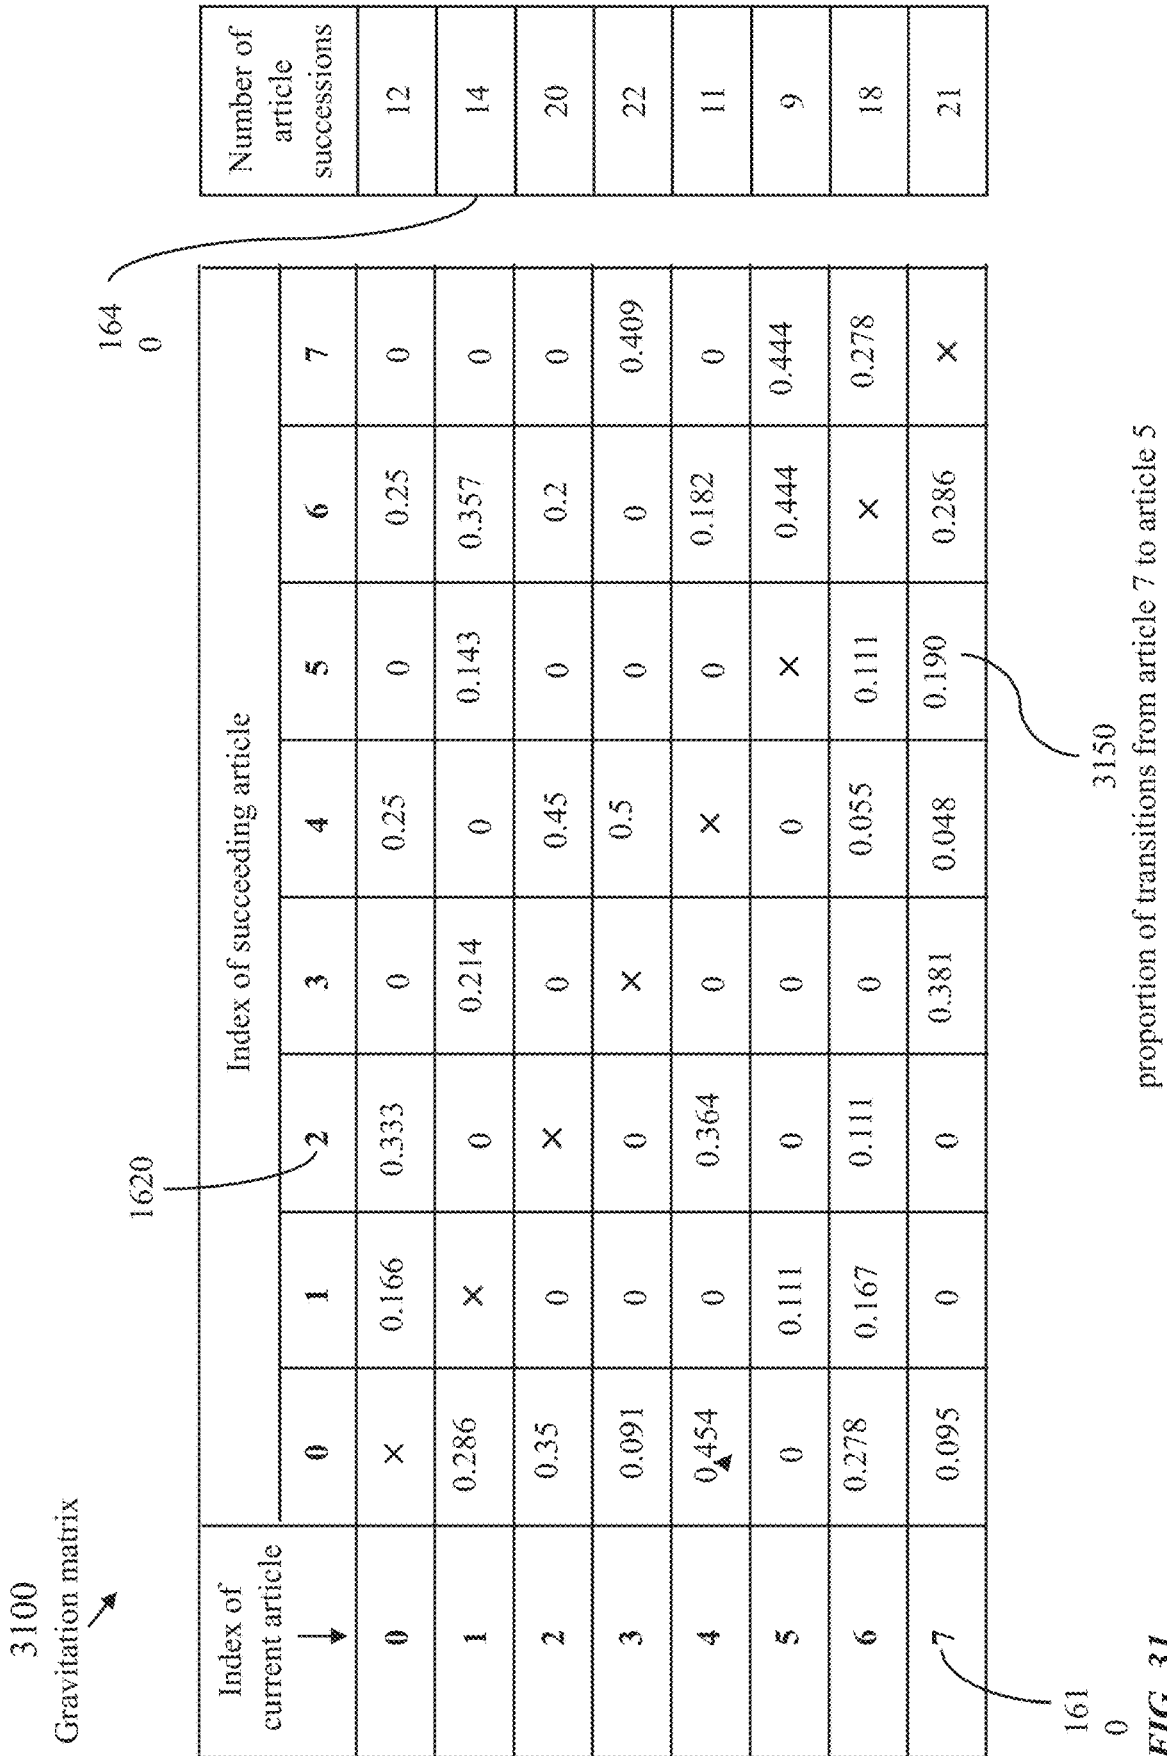 3100
Gravitation matrix
164
0
1620
Index of
current article
Index of succeeding article
Number of
article
successions
0 1 2 3 4 5 6 7
0 × 0.166 0.333 0 0.25 0 0.25 0 12
1 0.286 × 0 0.214 0 0.143 0.357 0 14
2 0.35 0 × 0 0.45 0 0.2 0 20
3 0.091 0 0 × 0.5 0 0 0.409 22
4 0.454 0 0.364 0 × 0 0.182 0 11
5 0 0.111 0 0 0 × 0.444 0.444 9
6 0.278 0.167 0.111 0 0.055 0.111 × 0.278 18
7 0.095 0 0 0.381 0.048 0.190 0.286 × 21
161
0
3150
proportion of transitions from article 7 to article 5
FIG. 31